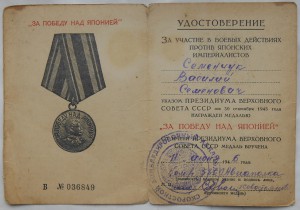 "ЗА ПОБЕДУ НАД ЯПОНИЕЙ"
В № 036849
УДОСТОВЕРЕНИЕ
ЗА УЧАСТИЕ В БОЕВЫХ ДЕЙСТВИЯХ
ПРОТИВ ЯПОНСКИХ
ИМПЕРИАЛИСТОВ
Семенчук
Василий
Семенович
УКАЗОМ ПРЕЗИДИУМА ВЕРХОВНОГО
СОВЕТА СССР от 30 сентября 1945 года
НАГРАЖДЕН МЕДАЛЬЮ
"ЗА ПОБЕДУ НАД ЯПОНИЕЙ"
ПРЕЗИДИУМА ВЕРХОВНОГО
СОВЕТА СССР МЕДАЛЬ ВРУЧЕНА